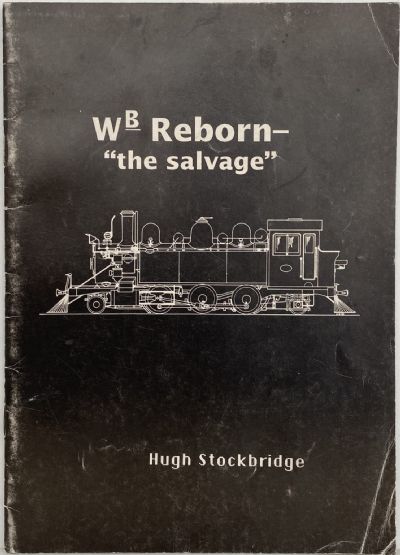 Wᴮ Reborn–
“the salvage”
Hugh Stockbridge